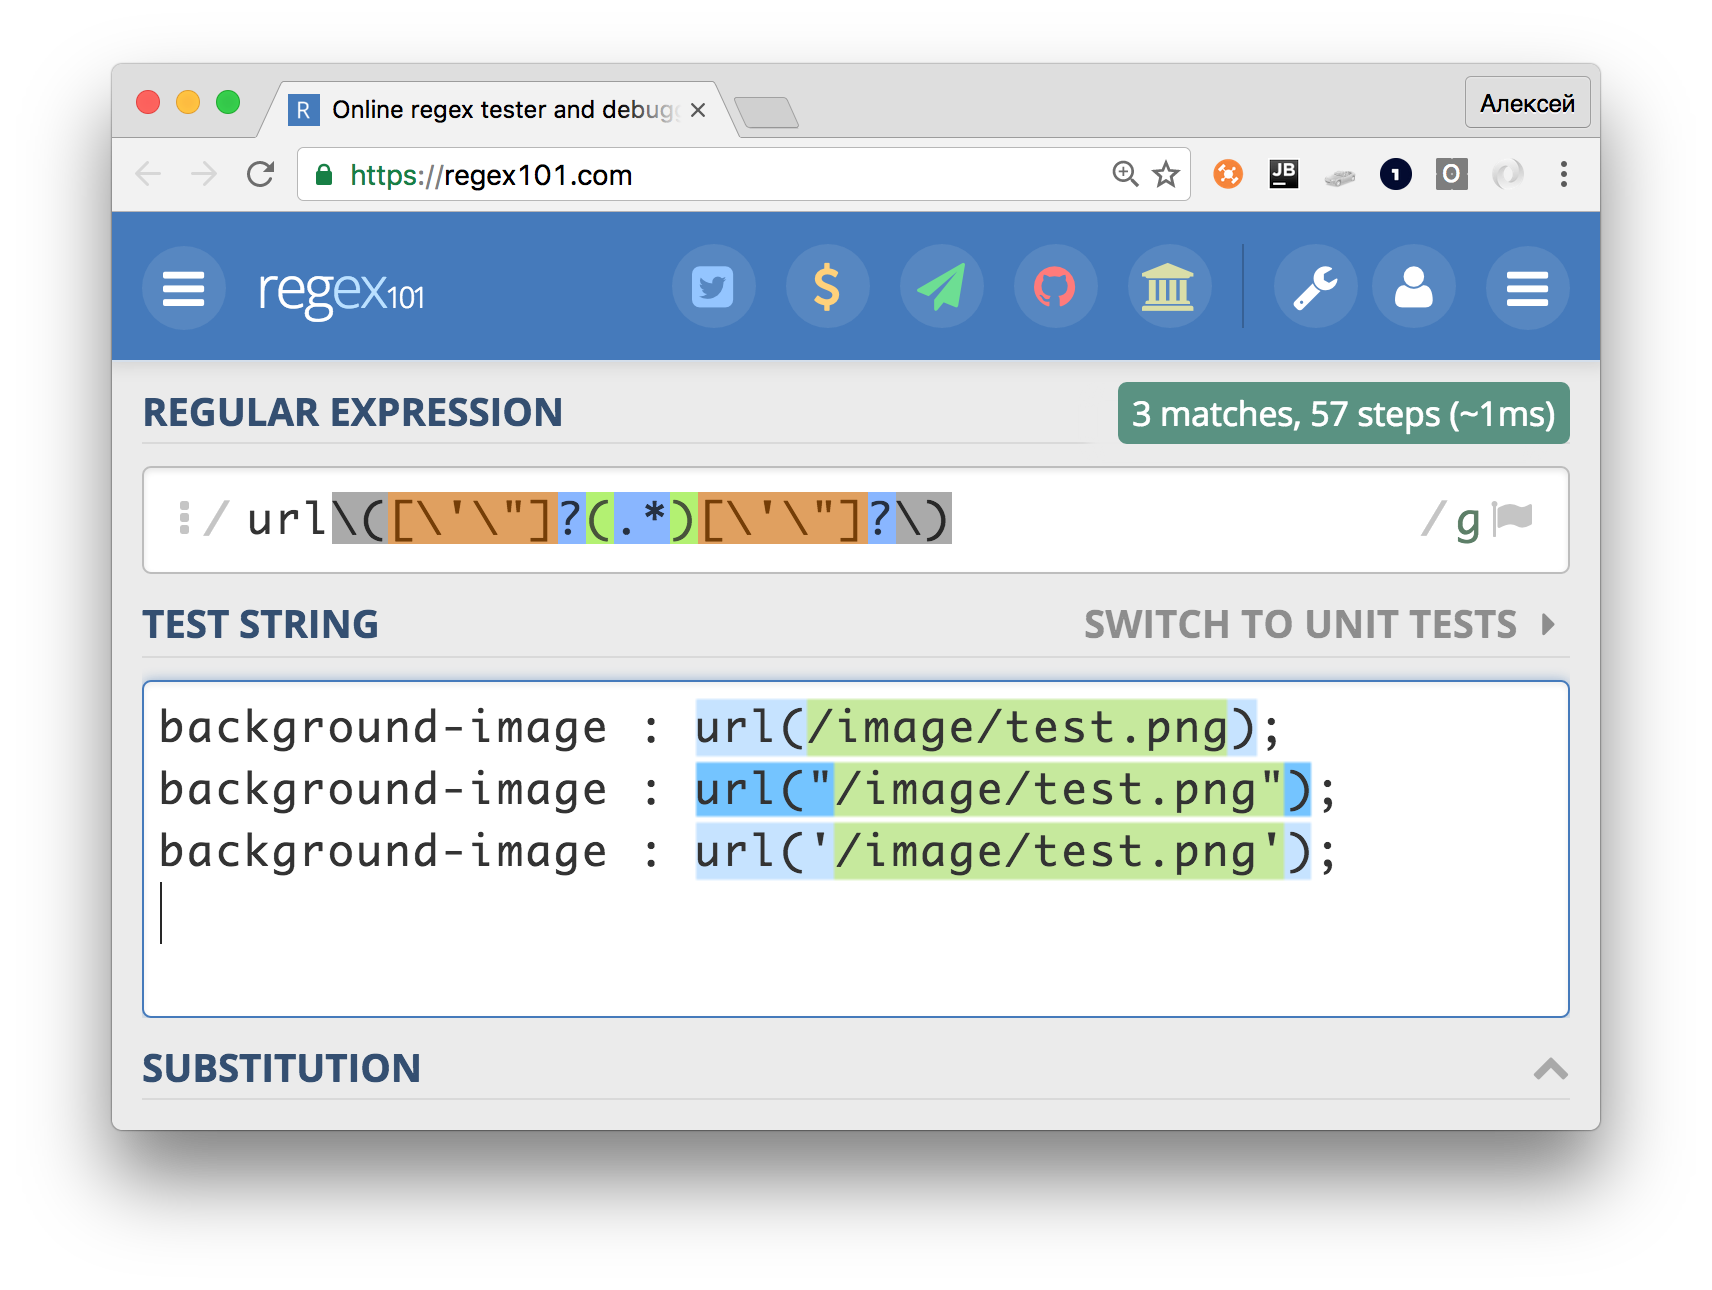 R Online regex tester and debugg
Алексей
https://regex101.com
JB
1
O
regex101
$
REGULAR EXPRESSION
3 matches, 57 steps (~1ms)
/ url\([\'\"]?(.*)[\'\"]?\) / g
TEST STRING
SWITCH TO UNIT TESTS
background-image : url(/image/test.png);
background-image : url("/image/test.png");
background-image : url('/image/test.png');
SUBSTITUTION